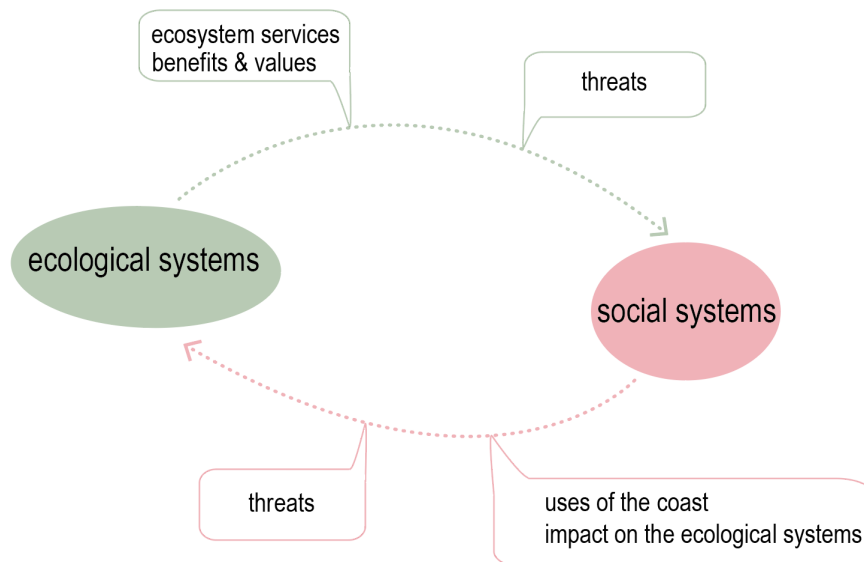 ecosystem services
benefits & values
threats
ecological systems
social systems
threats
uses of the coast
impact on the ecological systems